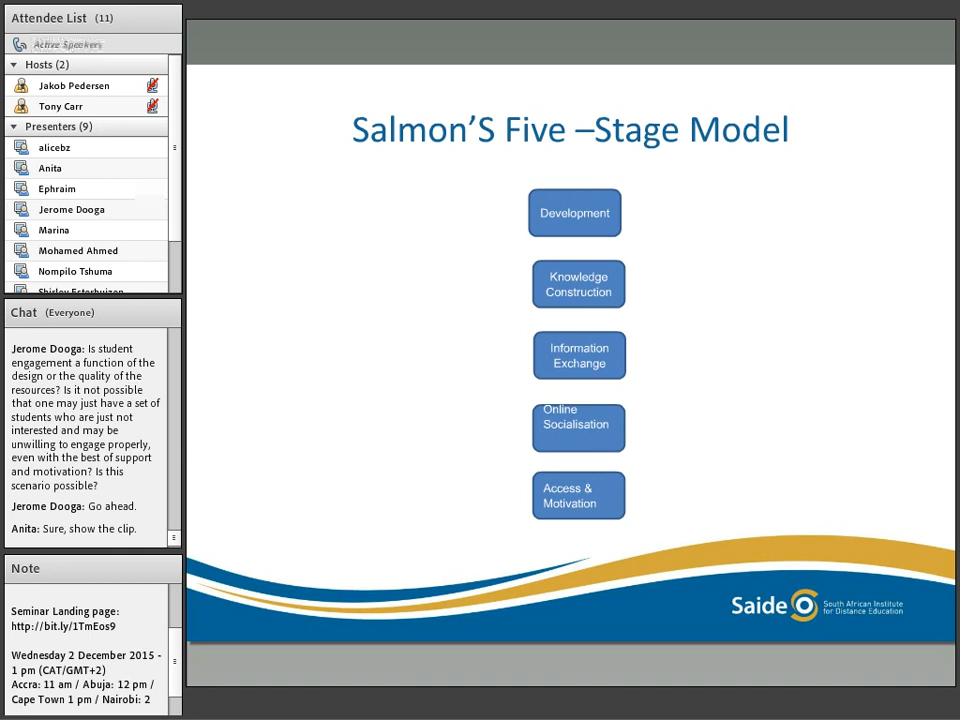 Attendee List (11)
Active Speakers
Hosts (2)
Jakob Pedersen
Tony Carr
Presenters (9)
alicebz
Anita
Ephraim
Jerome Dooga
Marina
Mohamed Ahmed
Nompilo Tshuma
Shirley Esterhuizen
Chat (Everyone)
Jerome Dooga: Is student
engagement a function of the
design or the quality of the
resources? Is it not possible
that one may just have a set of
students who are just not
interested and may be
unwilling to engage properly,
even with the best of support
and motivation? Is this
scenario possible?
Jerome Dooga: Go ahead.
Anita: Sure, show the clip.
Note
Seminar Landing page:
http://bit.ly/1TmEos9
Wednesday 2 December 2015 -
1 pm (CAT/GMT+2)
Accra: 11 am / Abuja: 12 pm /
Cape Town 1 pm / Nairobi: 2
Salmon'S Five –Stage Model
Development
Knowledge
Construction
Information
Exchange
Online
Socialisation
Access &
Motivation
Saide
South African Institute
for Distance Education